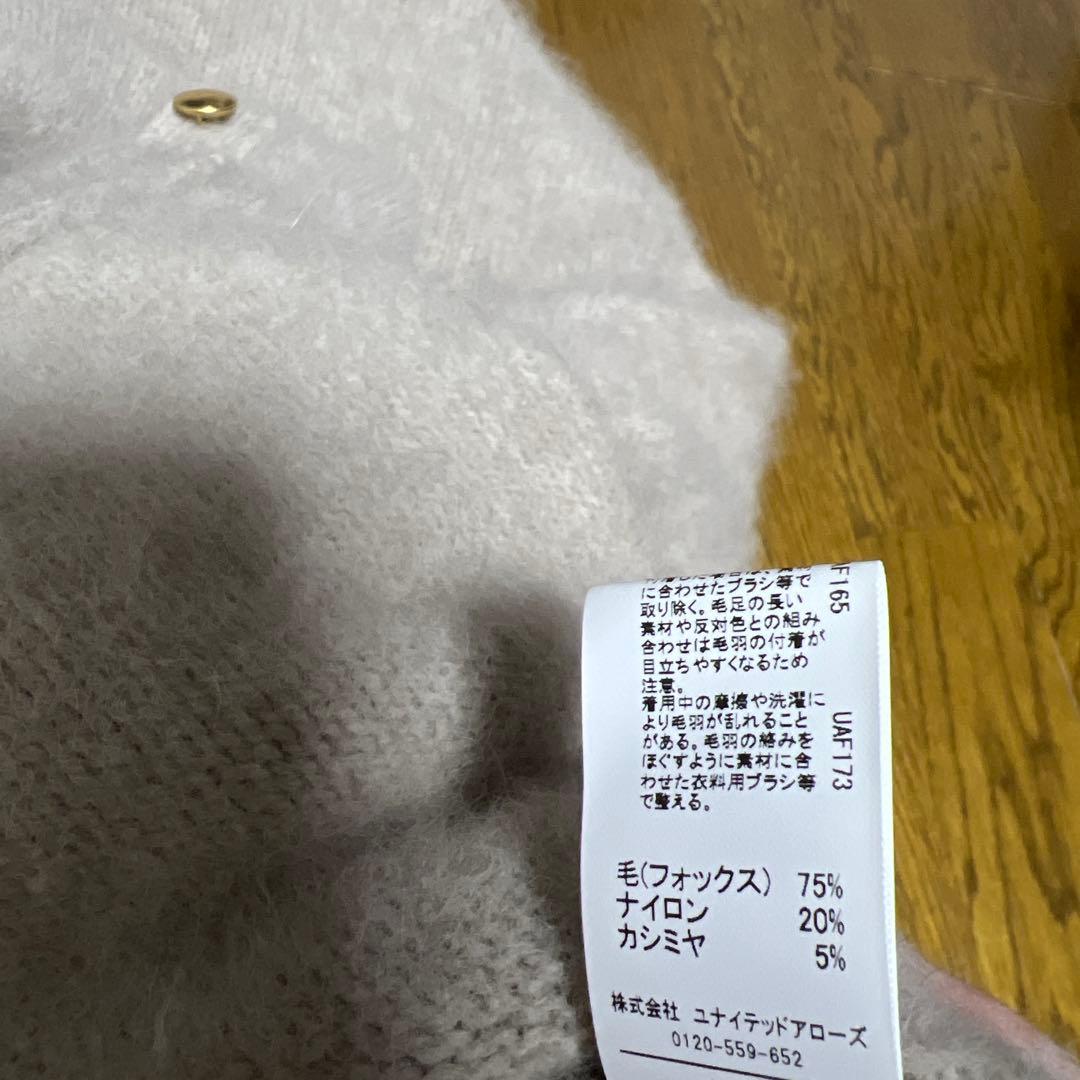 に合わせたブラシ等で
取り除く。毛足の長い
素材や反対色との組み
合わせは毛羽の付着が
目立ちやすくなるため
注意。
着用中の摩擦や洗濯に
より毛羽が乱れること
がある。毛羽の絡みを
ほぐすように素材に合
わせた衣料用ブラシ等
で整える。
AF165
UAF173
毛(フォックス) 75%
ナイロン 20%
カシミヤ 5%
株式会社 ユナイテッドアローズ
0120-559-652